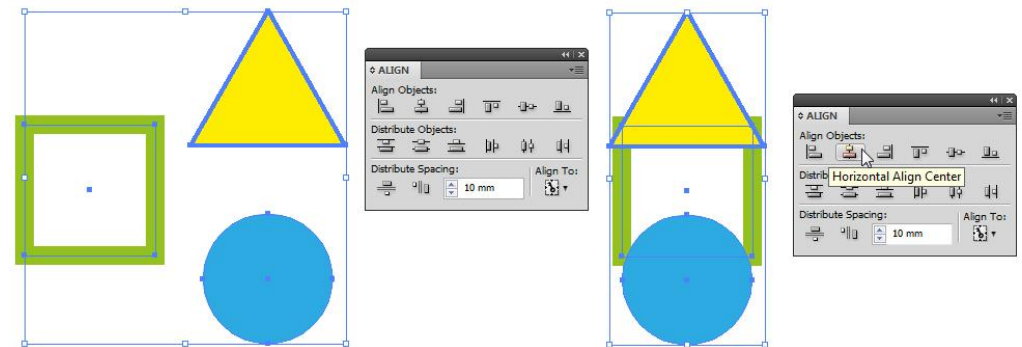 ALIGN
Align Objects:
Distribute Objects:
Distribute Spacing:
Align To:
10 mm
ALIGN
Align Objects:
Horizontal Align Center
Distrib
Distribute Spacing:
Align To:
10 mm